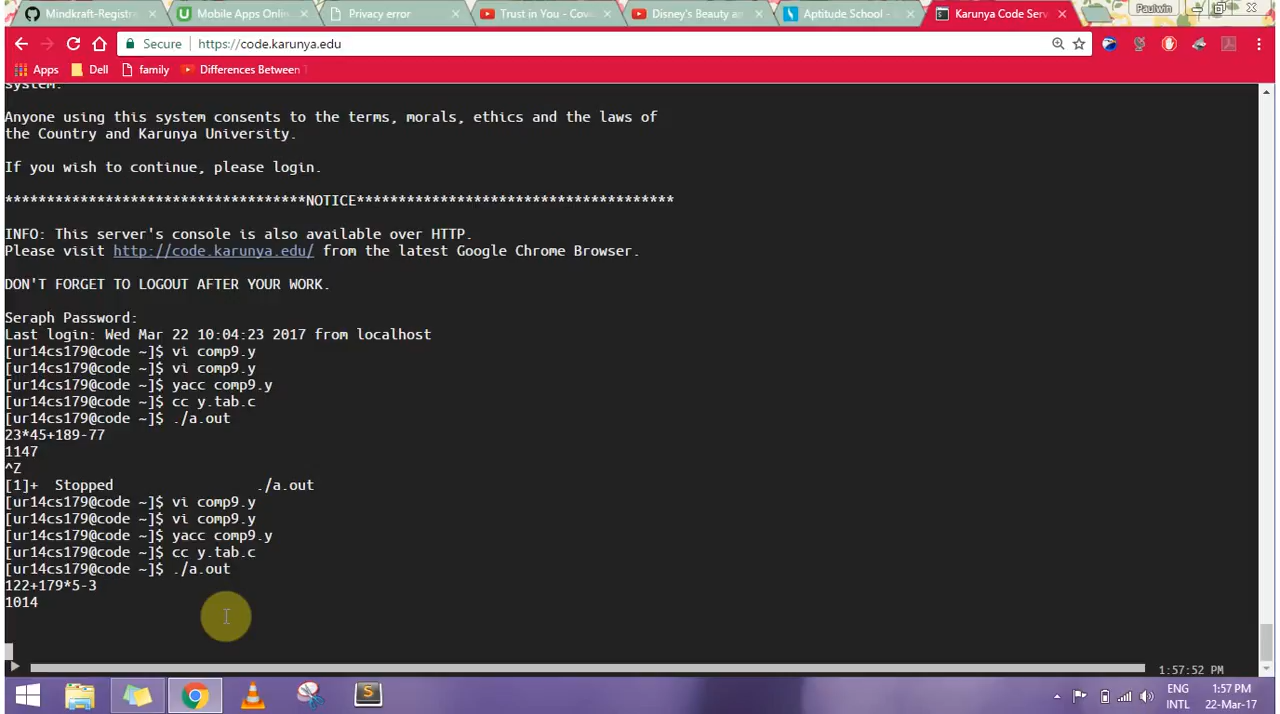 Mindkraft-Registra
Mobile Apps Onlin
Privacy error
Trust in You - Cov
Disney's Beauty an
Aptitude School -
Karunya Code Serv
Paulwin
Secure
https://code.karunya.edu
Apps
Dell
family
Differences Between
system.
Anyone using this system consents to the terms, morals, ethics and the laws of
the Country and Karunya University.
If you wish to continue, please login.
************************************NOTICE**************************************
INFO: This server's console is also available over HTTP.
Please visit http://code.karunya.edu/ from the latest Google Chrome Browser.
DON'T FORGET TO LOGOUT AFTER YOUR WORK.
Seraph Password:
Last login: Wed Mar 22 10:04:23 2017 from localhost
[ur14cs179@code ~]$ vi comp9.y
[ur14cs179@code ~]$ vi comp9.y
[ur14cs179@code ~]$ yacc comp9.y
[ur14cs179@code ~]$ cc y.tab.c
[ur14cs179@code ~]$ ./a.out
23*45+189-77
1147
^Z
[1]+  Stopped                 ./a.out
[ur14cs179@code ~]$ vi comp9.y
[ur14cs179@code ~]$ vi comp9.y
[ur14cs179@code ~]$ yacc comp9.y
[ur14cs179@code ~]$ cc y.tab.c
[ur14cs179@code ~]$ ./a.out
122+179*5-3
1014
1:57:52 PM
ENG
INTL
1:57 PM
22-Mar-17